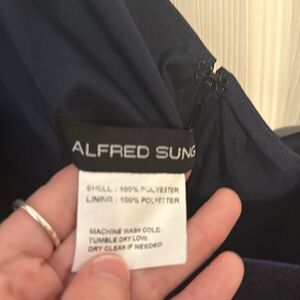 ALFRED SUNG
SHELL: 100% POLYESTER
LINING: 100% POLYESTER
MACHINE WASH COLD.
TUMBLE DRY LOW.
DRY CLEAN IF NEEDED.